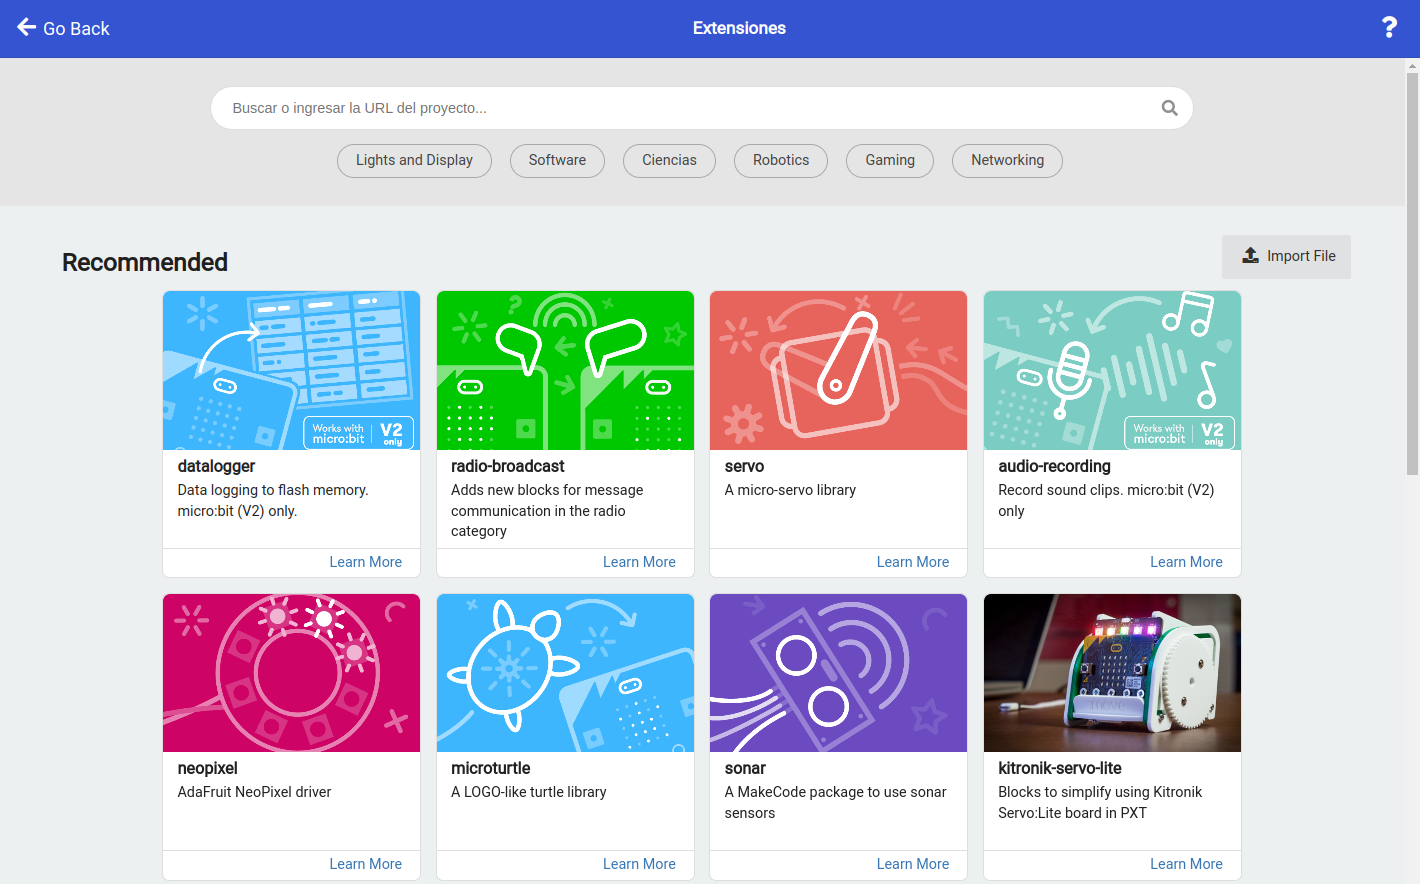 Go Back
Extensiones
?
Buscar o ingresar la URL del proyecto...
Lights and Display
Software
Ciencias
Robotics
Gaming
Networking
Recommended
Import File
Works with
micro:bit
V2
only
Works with
micro:bit
V2
only
datalogger
Data logging to flash memory.
micro:bit (V2) only.
Learn More
radio-broadcast
Adds new blocks for message
communication in the radio
category
Learn More
servo
A micro-servo library
Learn More
audio-recording
Record sound clips. micro:bit (V2)
only
Learn More
:move
neopixel
AdaFruit NeoPixel driver
Learn More
microturtle
A LOGO-like turtle library
Learn More
sonar
A MakeCode package to use sonar
sensors
Learn More
kitronik-servo-lite
Blocks to simplify using Kitronik
Servo:Lite board in PXT
Learn More